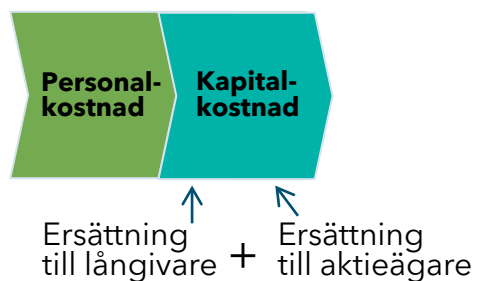 Personal-
kostnad
Kapital-
kostnad
Ersättning
till långivare
+
Ersättning
till aktieägare